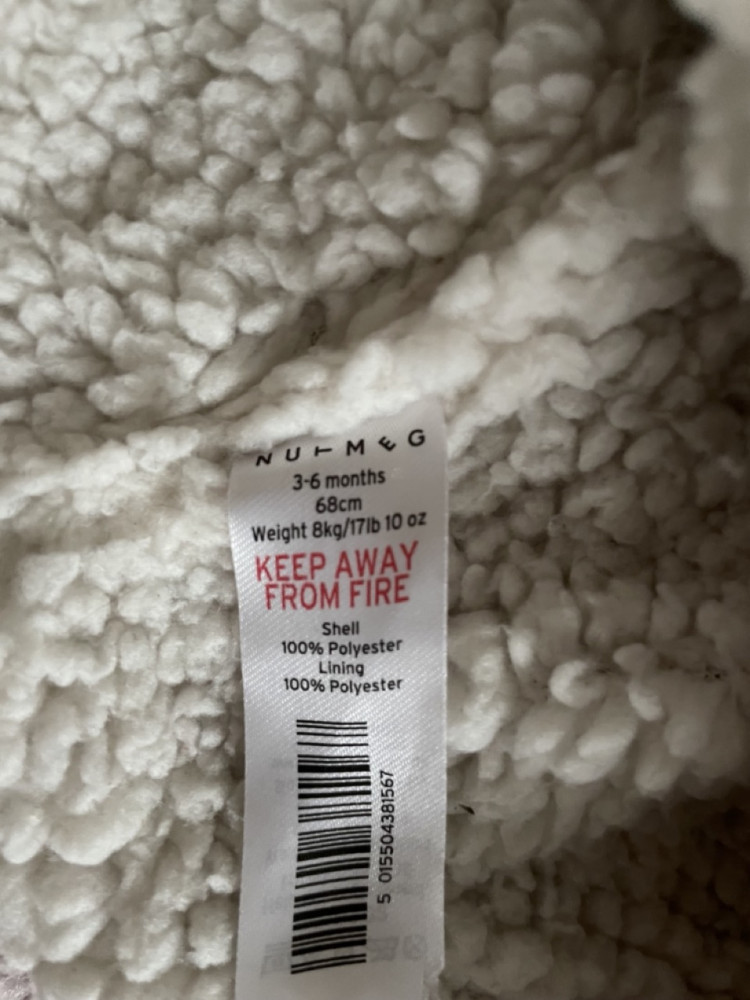 NUTMEG
3-6 months
68cm
Weight 8kg/17lb 10 oz
KEEP AWAY
FROM FIRE
Shell
100% Polyester
Lining
100% Polyester
5 015504381567